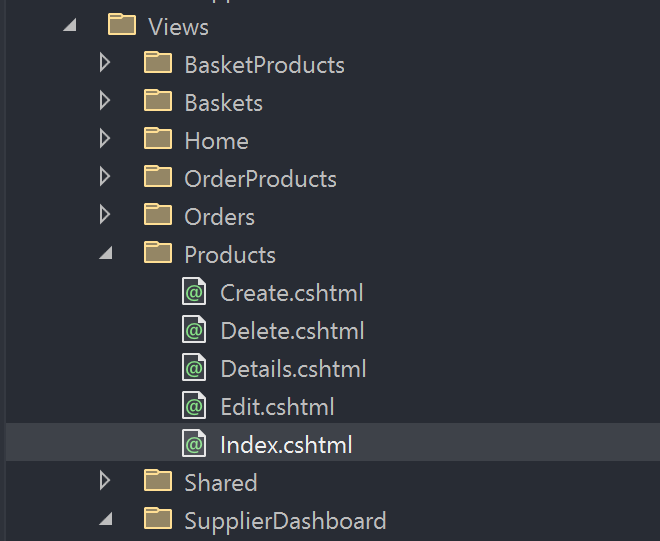 Views
BasketProducts
Baskets
Home
OrderProducts
Orders
Products
@ Create.cshtml
@ Delete.cshtml
@ Details.cshtml
@ Edit.cshtml
@ Index.cshtml
Shared
SupplierDashboard